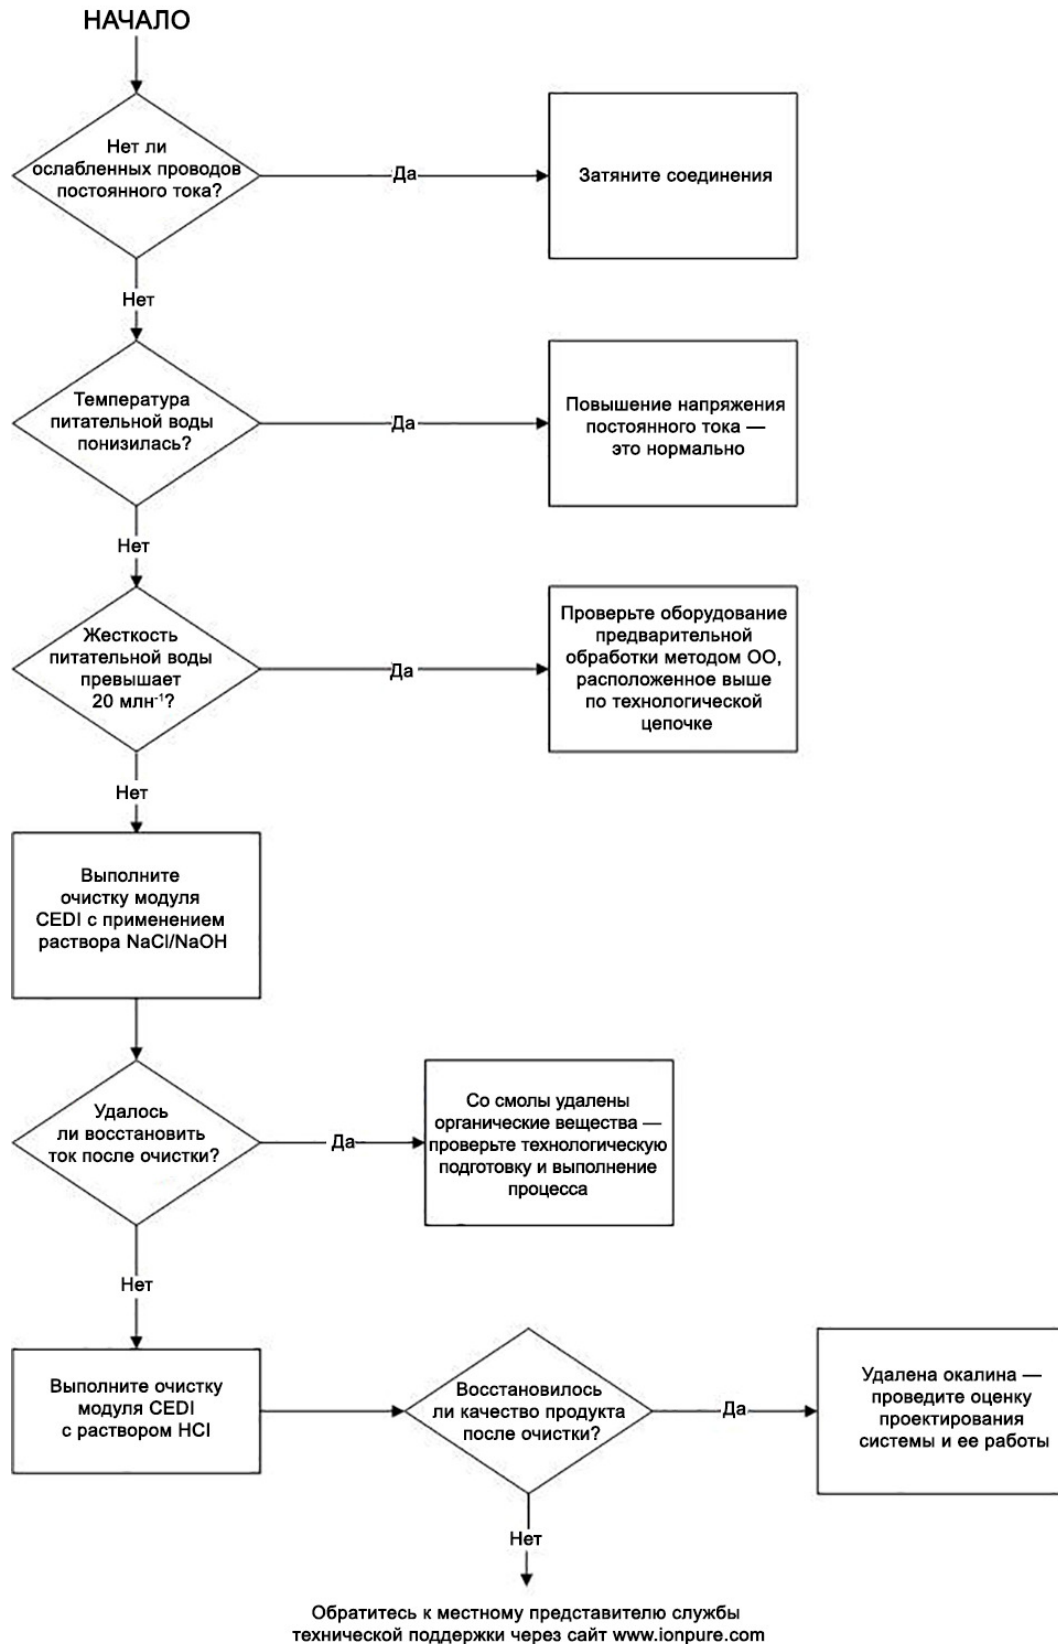 НАЧАЛО
Нет ли
ослабленных проводов
постоянного тока?
Да
Затяните соединения
Нет
Температура
питательной воды
понизилась?
Да
Повышение напряжения
постоянного тока —
это нормально
Нет
Жесткость
питательной воды
превышает
20 млн⁻¹?
Да
Проверьте оборудование
предварительной
обработки методом ОО,
расположенное выше
по технологической
цепочке
Нет
Выполните
очистку модуля
CEDI с применением
раствора NaCl/NaOH
Удалось
ли восстановить
ток после очистки?
Да
Со смолы удалены
органические вещества —
проверьте технологическую
подготовку и выполнение
процесса
Нет
Выполните очистку
модуля CEDI
с раствором HCl
Восстановилось
ли качество продукта
после очистки?
Да
Удалена окалина —
проведите оценку
проектирования
системы и ее работы
Нет
Обратитесь к местному представителю службы
технической поддержки через сайт www.ionpure.com